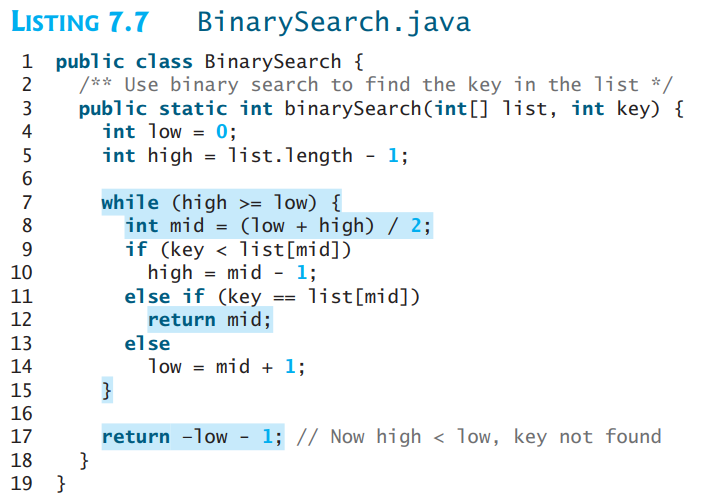 LISTING 7.7 BinarySearch.java
1 public class BinarySearch {
2   /** Use binary search to find the key in the list */
3   public static int binarySearch(int[] list, int key) {
4     int low = 0;
5     int high = list.length - 1;
6
7     while (high >= low) {
8       int mid = (low + high) / 2;
9       if (key < list[mid])
10         high = mid - 1;
11       else if (key == list[mid])
12         return mid;
13       else
14         low = mid + 1;
15     }
16
17     return –low - 1; // Now high < low, key not found
18   }
19 }